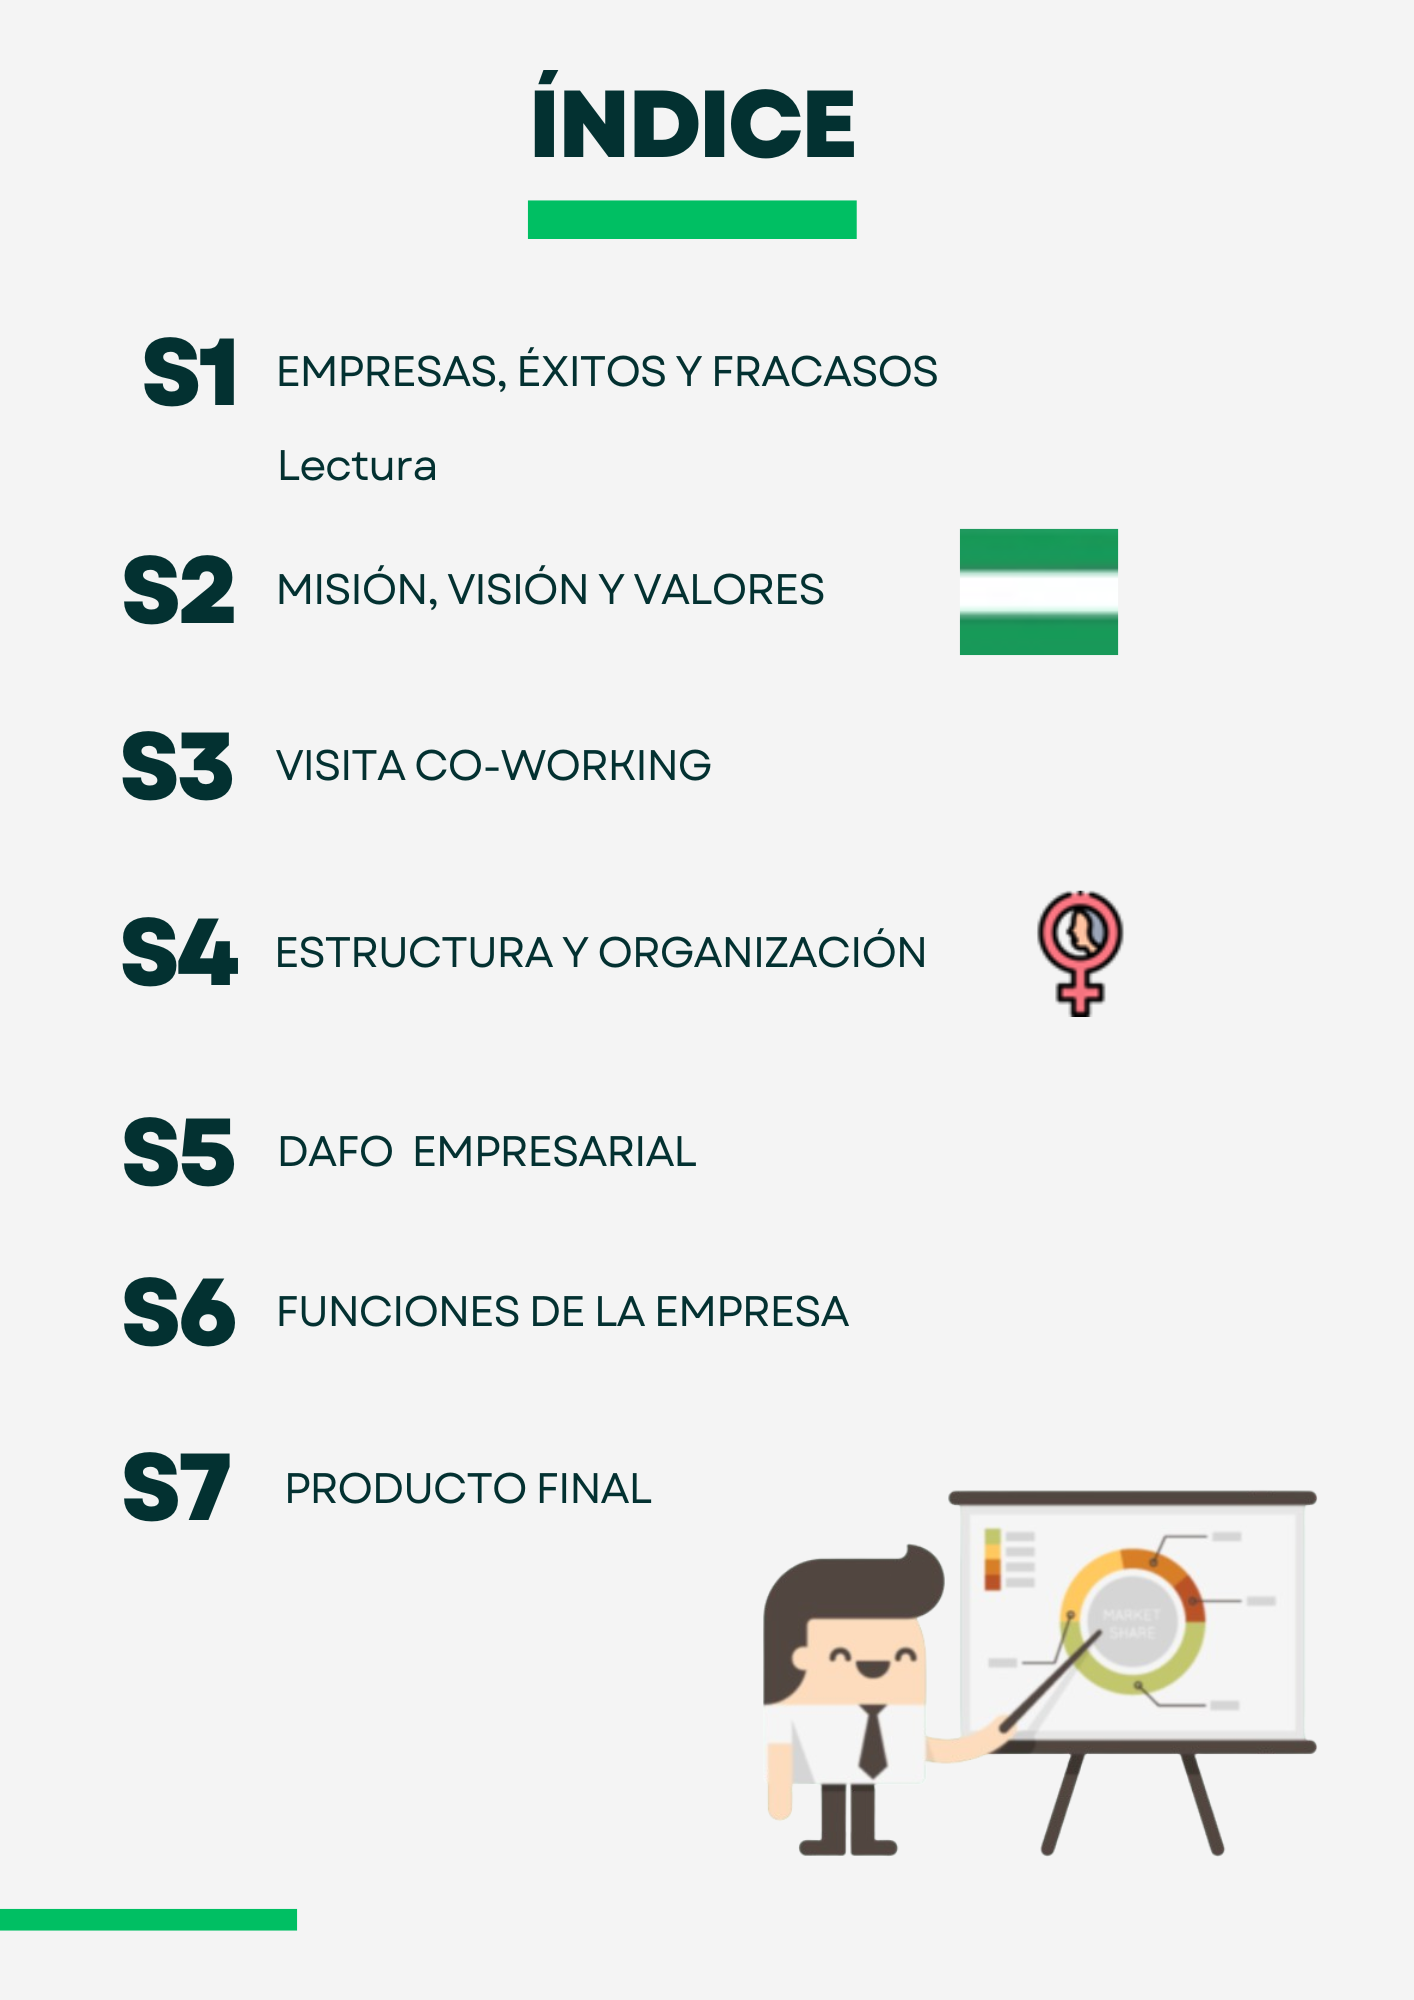 ÍNDICE
S1 EMPRESAS, ÉXITOS Y FRACASOS
Lectura
S2 MISIÓN, VISIÓN Y VALORES
S3 VISITA CO-WORKING
S4 ESTRUCTURA Y ORGANIZACIÓN
S5 DAFO EMPRESARIAL
S6 FUNCIONES DE LA EMPRESA
S7 PRODUCTO FINAL
MARKET
SHARE